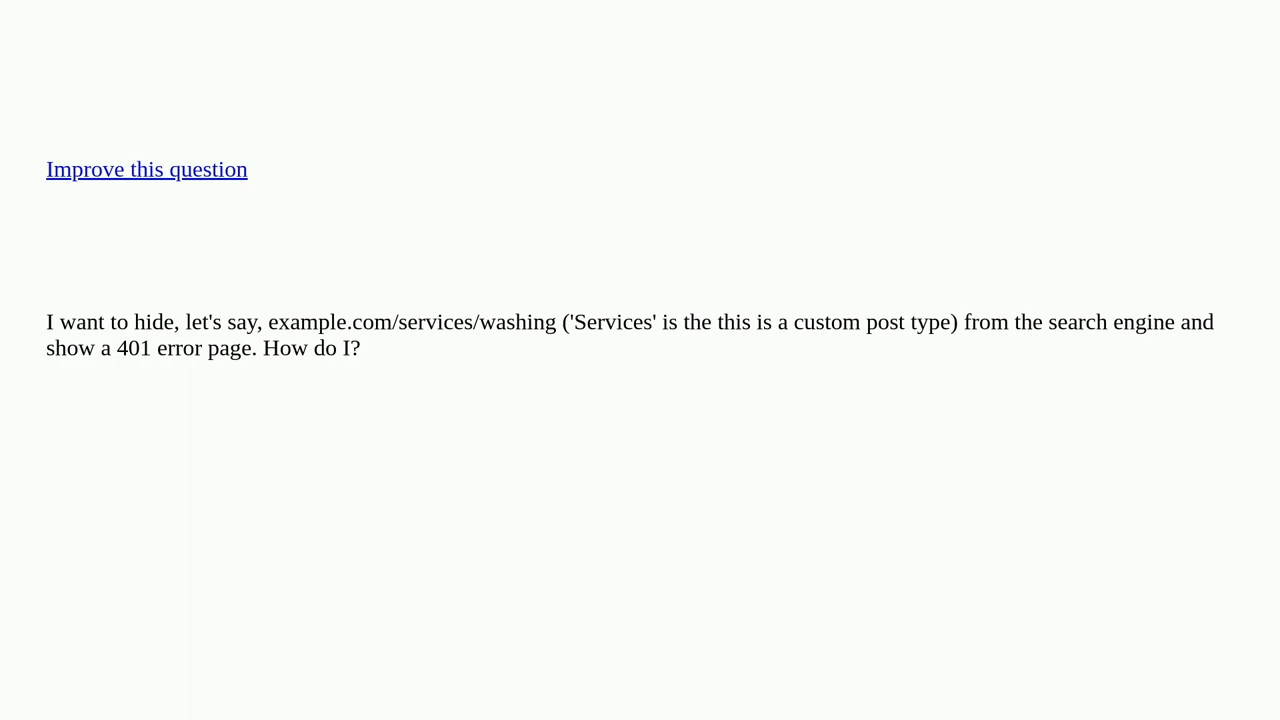 Improve this question
I want to hide, let's say, example.com/services/washing ('Services' is the this is a custom post type) from the search engine and
show a 401 error page. How do I?